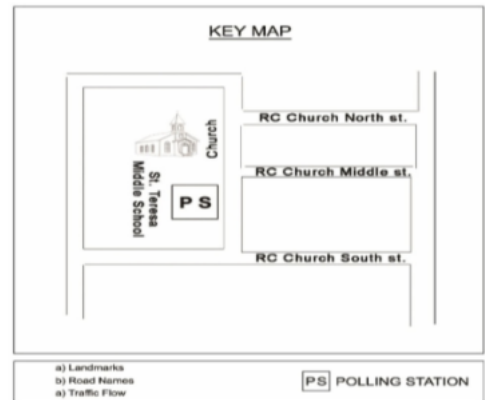 KEY MAP
RC Church North st.
Church
RC Church Middle st.
St. Teresa
Middle School
PS
RC Church South st.
a) Landmarks
b) Road Names
a) Traffic Flow
PS POLLING STATION